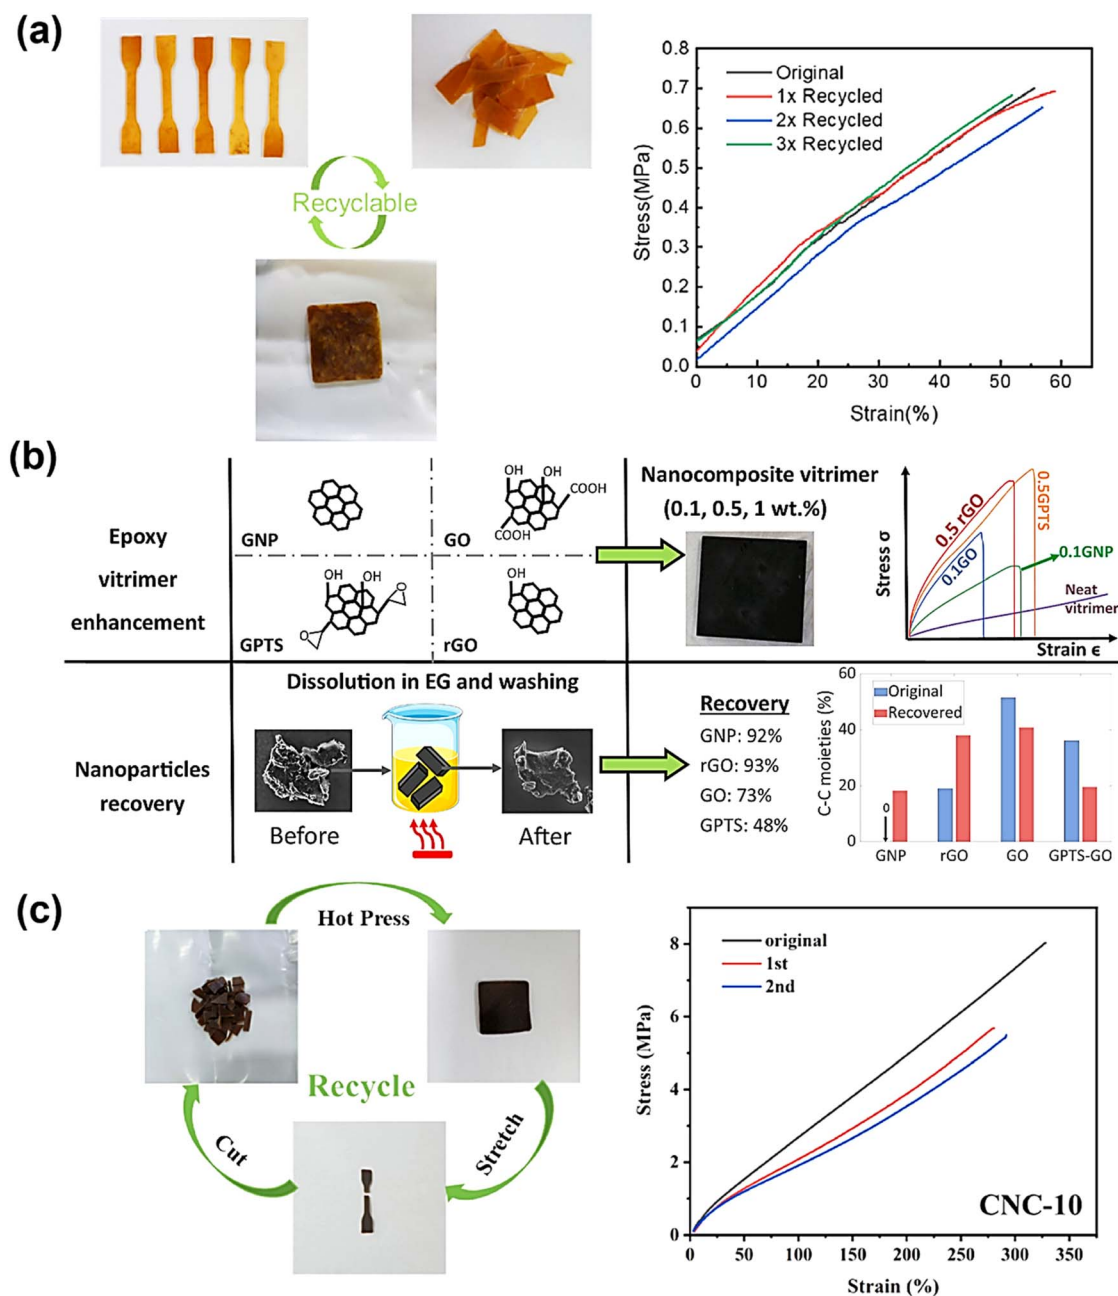 (a)
Recyclable
Original
1x Recycled
2x Recycled
3x Recycled
Stress(MPa)
0.8
0.7
0.6
0.5
0.4
0.3
0.2
0.1
0.0
0 10 20 30 40 50 60
Strain(%)
(b)
Epoxy
vitrimer
enhancement
GNP
OH
OH
COOH
COOH
GO
OH
OH
O
O
GPTS
OH
rGO
Nanocomposite vitrimer
(0.1, 0.5, 1 wt.%)
Stress σ
0.5 rGO
0.5GPTS
0.1GO
0.1GNP
Neat
vitrimer
Strain ϵ
Nanoparticles
recovery
Dissolution in EG and washing
Before
After
Recovery
GNP: 92%
rGO: 93%
GO: 73%
GPTS: 48%
C-C moieties (%)
60
40
20
0
Original
Recovered
0
GNP rGO GO GPTS-GO
(c)
Hot Press
Recycle
Cut
Stretch
original
1st
2nd
Stress (MPa)
8
6
4
2
0
0 50 100 150 200 250 300 350
CNC-10
Strain (%)